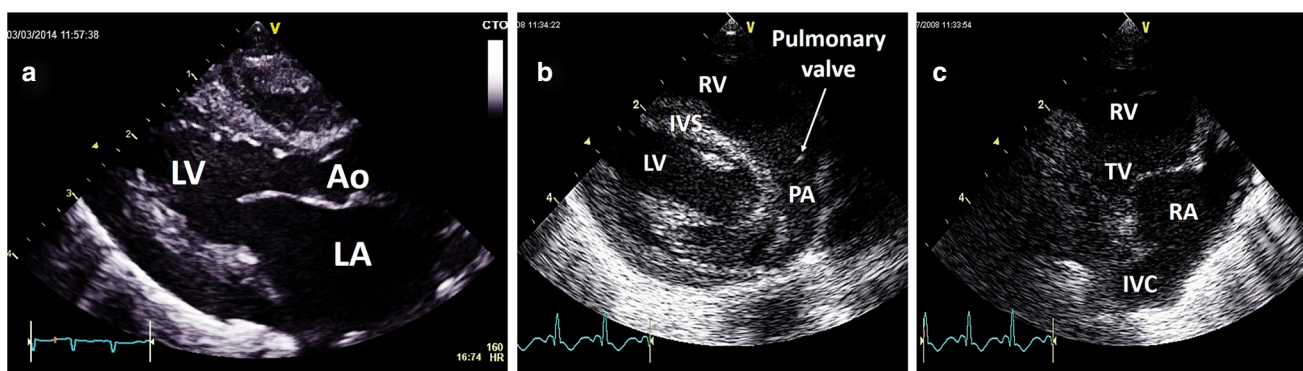 a
03/03/2014 11:57:38
V
CTO
1
2
3
4
LV
Ao
LA
160
16:74 HR
b
08 11:34:22
V
Pulmonary
valve
RV
2
IVS
LV
PA
4
c
7/2008 11:33:54
V
RV
2
TV
RA
4
IVC